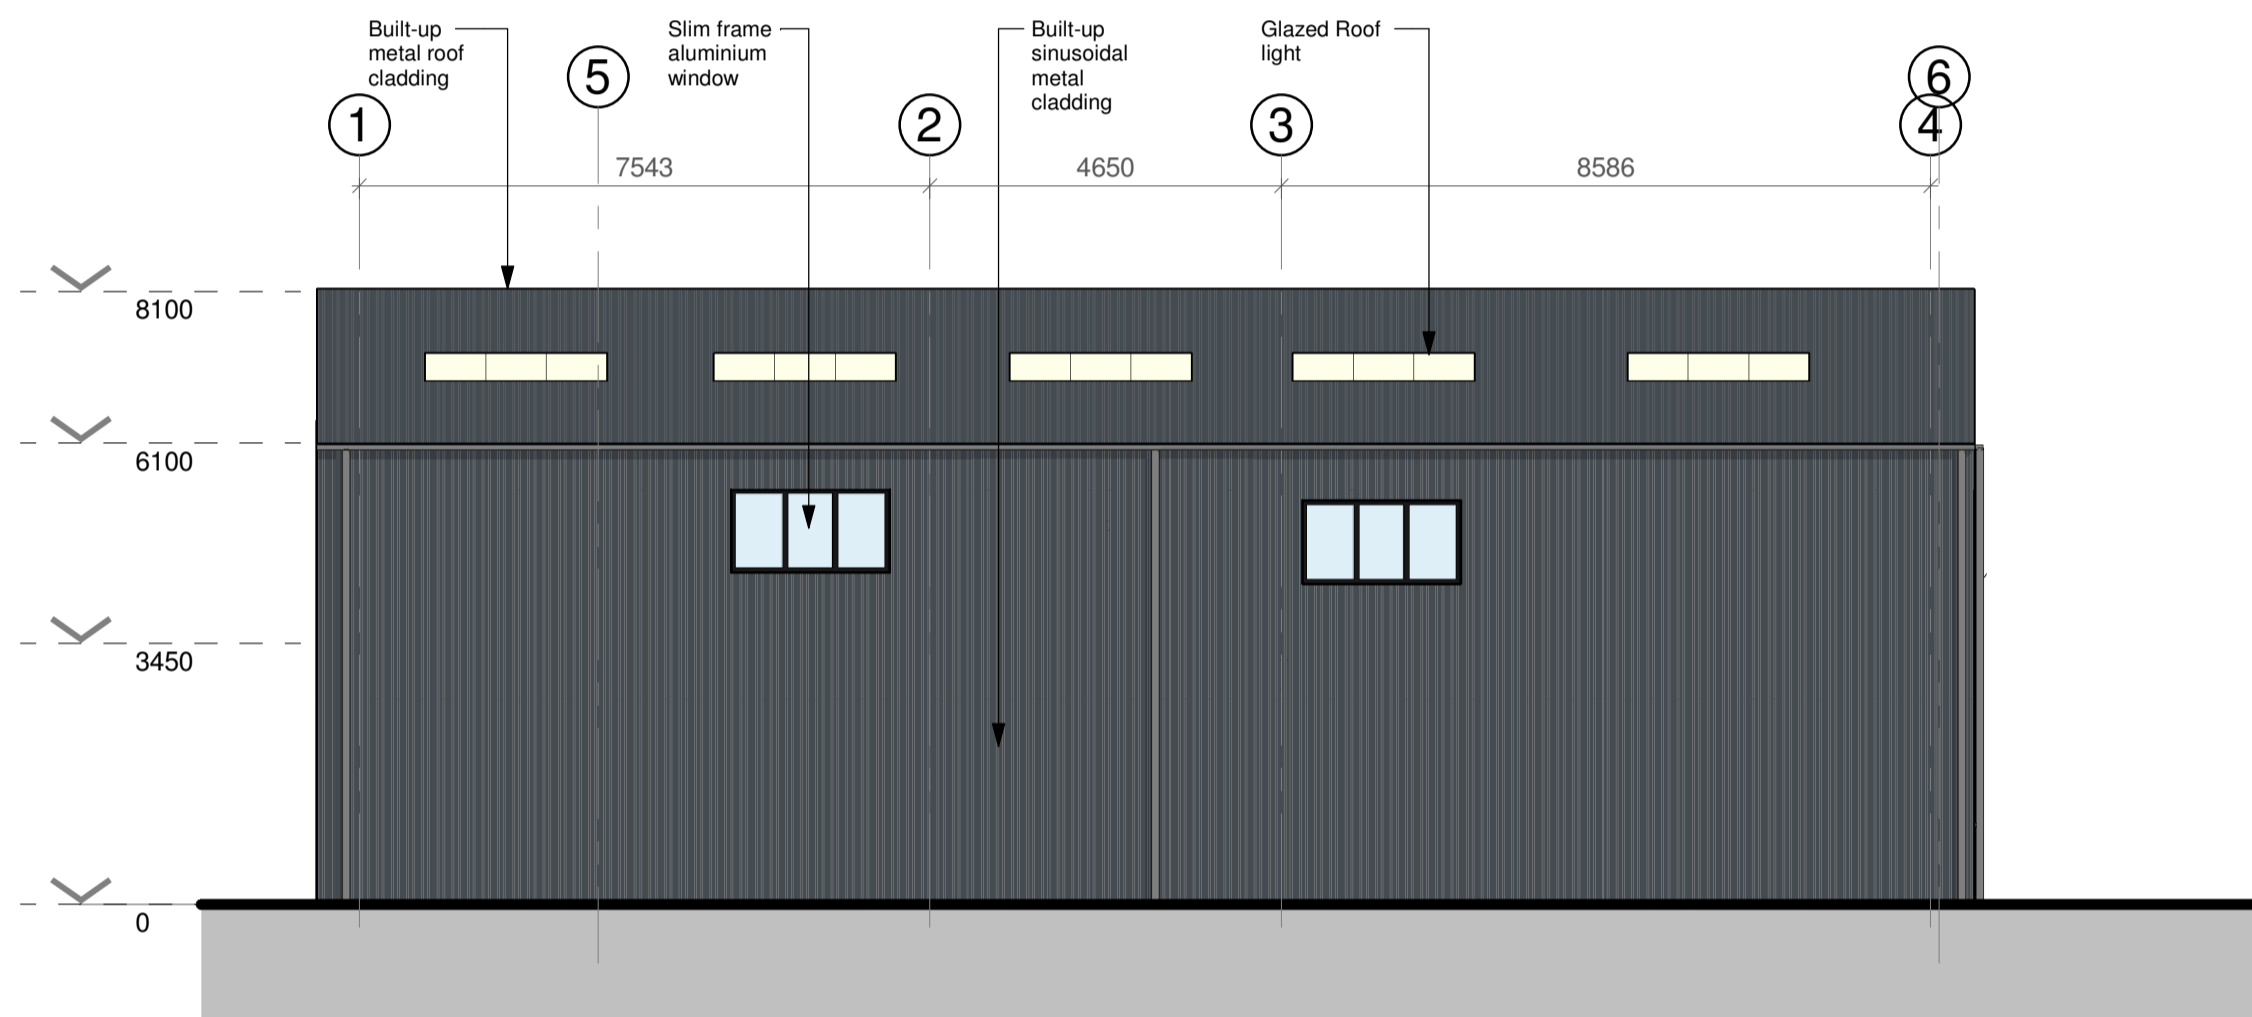 Built-up
metal roof
cladding
Slim frame
aluminium
window
Built-up
sinusoidal
metal
cladding
Glazed Roof
light
5
6
1
2
3
4
7543
4650
8586
8100
6100
3450
0